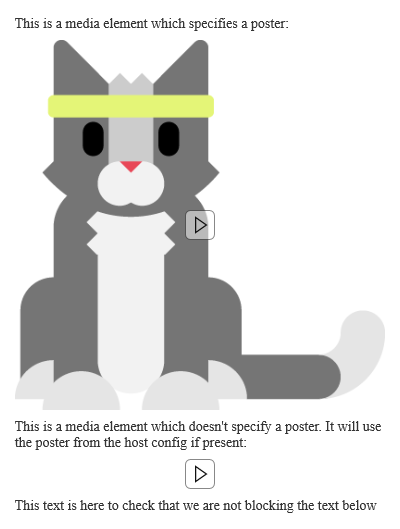 This is a media element which specifies a poster:
This is a media element which doesn't specify a poster. It will use
the poster from the host config if present:
This text is here to check that we are not blocking the text below